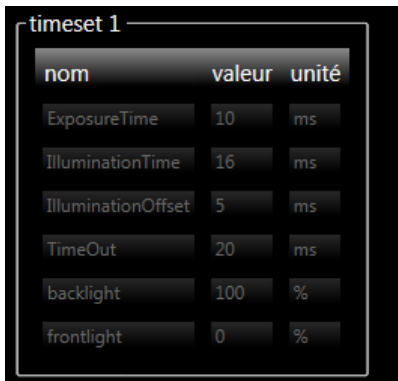 timeset 1
nom valeur unité
ExposureTime 10 ms
IlluminationTime 16 ms
IlluminationOffset 5 ms
TimeOut 20 ms
backlight 100 %
frontlight 0 %